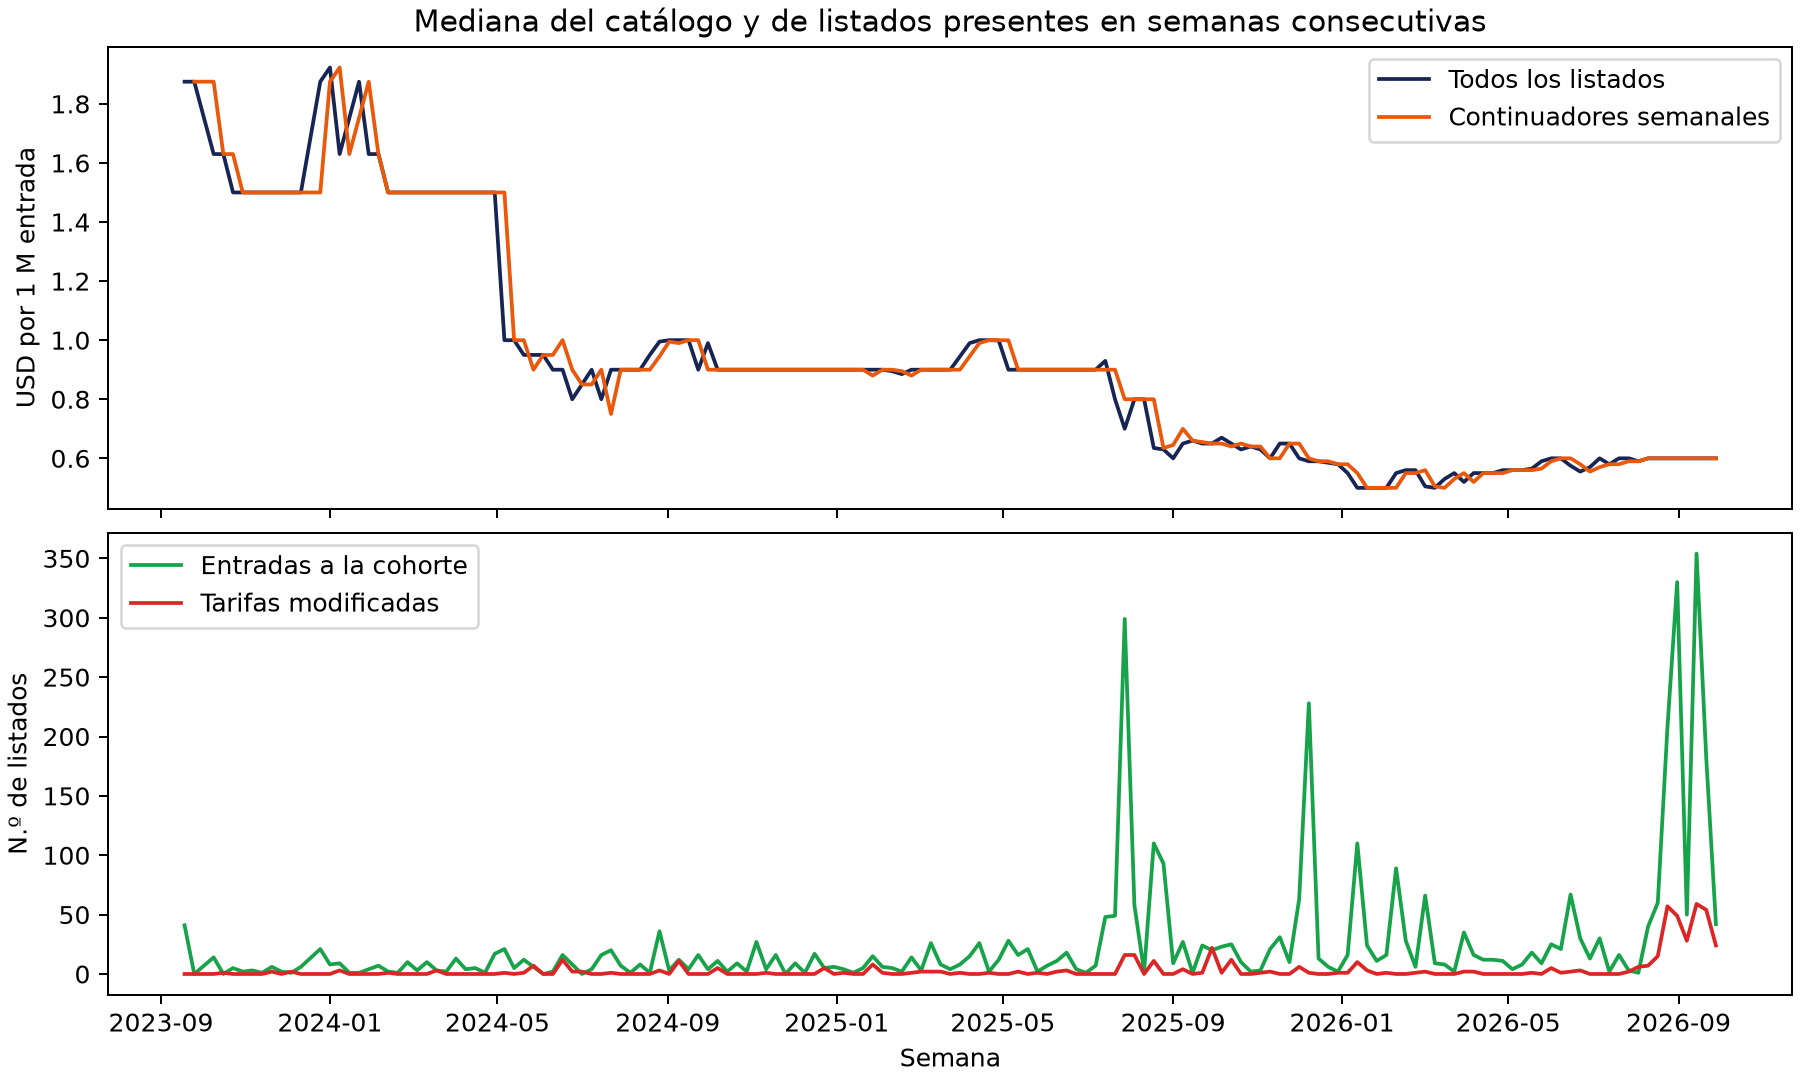 Mediana del catálogo y de listados presentes en semanas consecutivas
USD por 1 M entrada
1.8
1.6
1.4
1.2
1.0
0.8
0.6
Todos los listados
Continuadores semanales
N.º de listados
350
300
250
200
150
100
50
0
Entradas a la cohorte
Tarifas modificadas
2023-09 2024-01 2024-05 2024-09 2025-01 2025-05 2025-09 2026-01 2026-05 2026-09
Semana